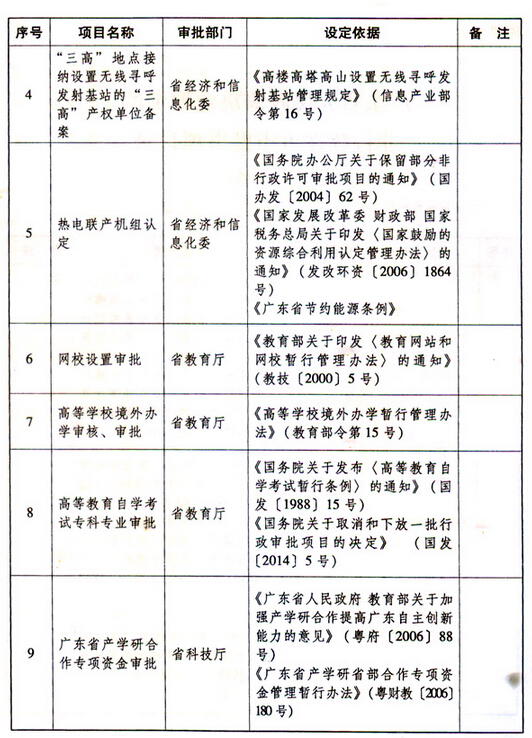 序号 项目名称 审批部门 设定依据 备 注
4
“三高”地点接
纳设置无线寻呼
发射基站的“三
高”产权单位备
案
省经济和信
息化委
《高楼高塔高山设置无线寻呼发
射基站管理规定》（信息产业部
令第16号）
5
热电联产机组认
定
省经济和信
息化委
《国务院办公厅关于保留部分非
行政许可审批项目的通知》（国
办发〔2004〕62号）
《国家发展改革委 财政部 国家
税务总局关于印发〈国家鼓励的
资源综合利用认定管理办法〉的
通知》（发改环资〔2006〕1864
号）
《广东省节约能源条例》
6
网校设置审批
省教育厅
《教育部关于印发〈教育网站和
网校暂行管理办法〉的通知》
（教技〔2000〕5号）
7
高等学校境外办
学审核、审批
省教育厅
《高等学校境外办学暂行管理办
法》（教育部令第15号）
8
高等教育自学考
试专科专业审批
省教育厅
《国务院关于发布〈高等教育自
学考试暂行条例〉的通知》（国
发〔1988〕15号）
《国务院关于取消和下放一批行
政审批项目的决定》 （国发
〔2014〕5号）
9
广东省产学研合
作专项资金审批
省科技厅
《广东省人民政府 教育部关于加
强产学研合作提高广东自主创新
能力的意见》（粤府〔2006〕88
号）
《广东省产学研省部合作专项资
金管理暂行办法》（粤财教〔2006〕
180号）